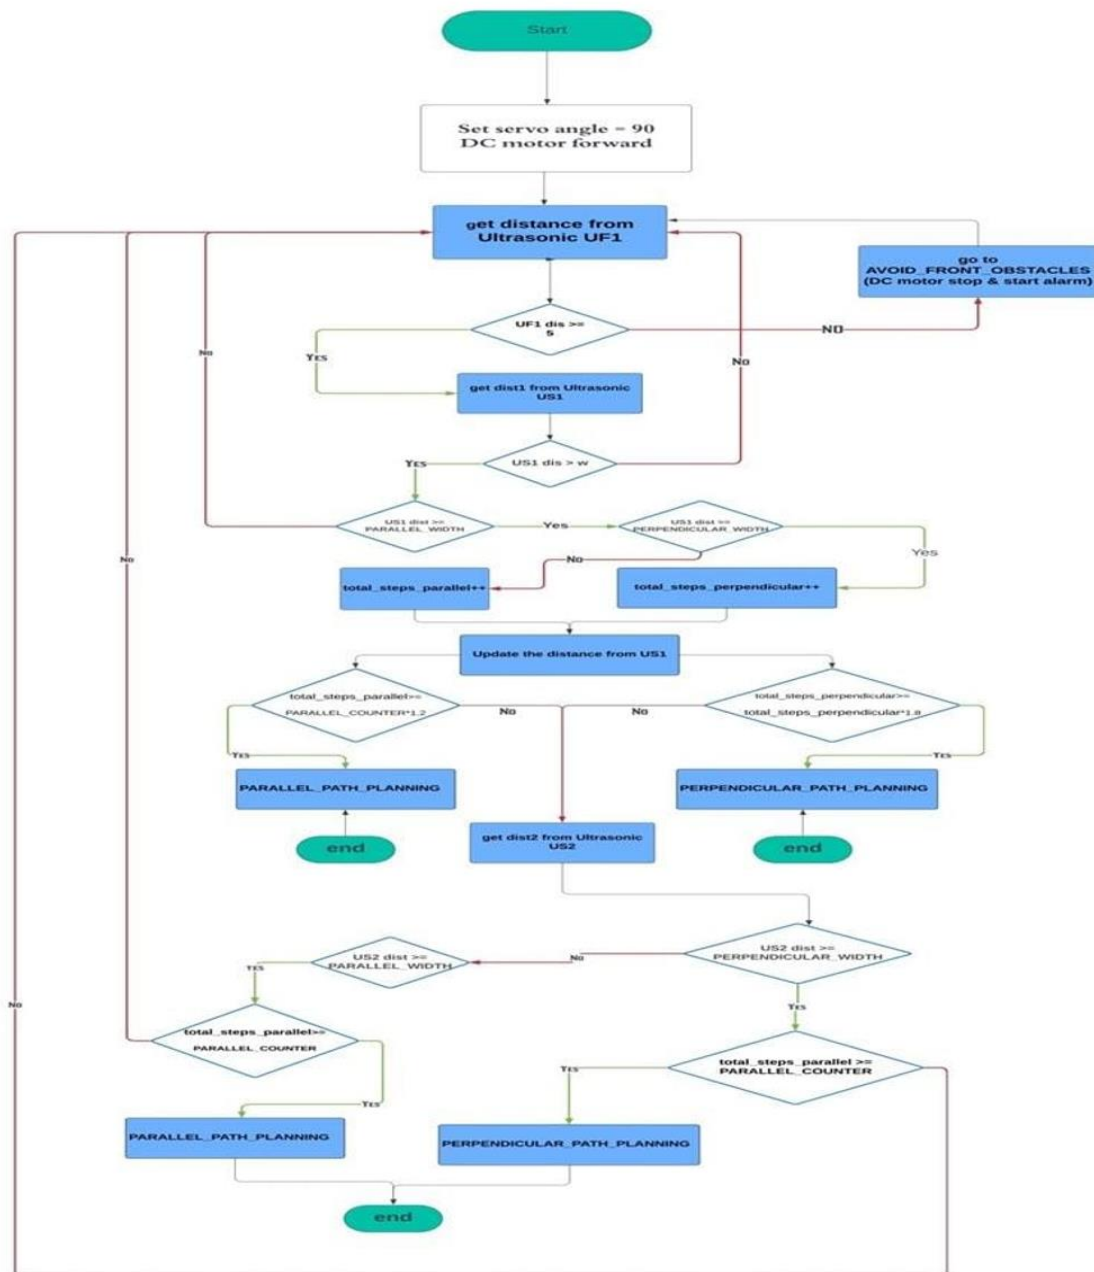 Start
Set servo angle = 90
DC motor forward
get distance from
Ultrasonic UF1
go to
AVOID_FRONT_OBSTACLES
(DC motor stop & start alarm)
UF1 dis >=
5
NO
YES
No
No
get dist1 from Ultrasonic
US1
US1 dis > w
YES
US1 dist >=
PARALLEL_WIDTH
Yes
US1 dist >=
PERPENDICULAR_WIDTH
Yes
No
No
total_steps_parallel++
total_steps_perpendicular++
Update the distance from US1
total_steps_parallel>=
PARALLEL_COUNTER*1.2
No
No
total_steps_perpendicular>=
total_steps_perpendicular*1.8
YES
YES
PARALLEL_PATH_PLANNING
PERPENDICULAR_PATH_PLANNING
get dist2 from Ultrasonic
US2
end
end
US2 dist >=
PARALLEL_WIDTH
No
US2 dist >=
PERPENDICULAR_WIDTH
YES
YES
No
total_steps_parallel>=
PARALLEL_COUNTER
total_steps_parallel >=
PARALLEL_COUNTER
YES
YES
PARALLEL_PATH_PLANNING
PERPENDICULAR_PATH_PLANNING
end